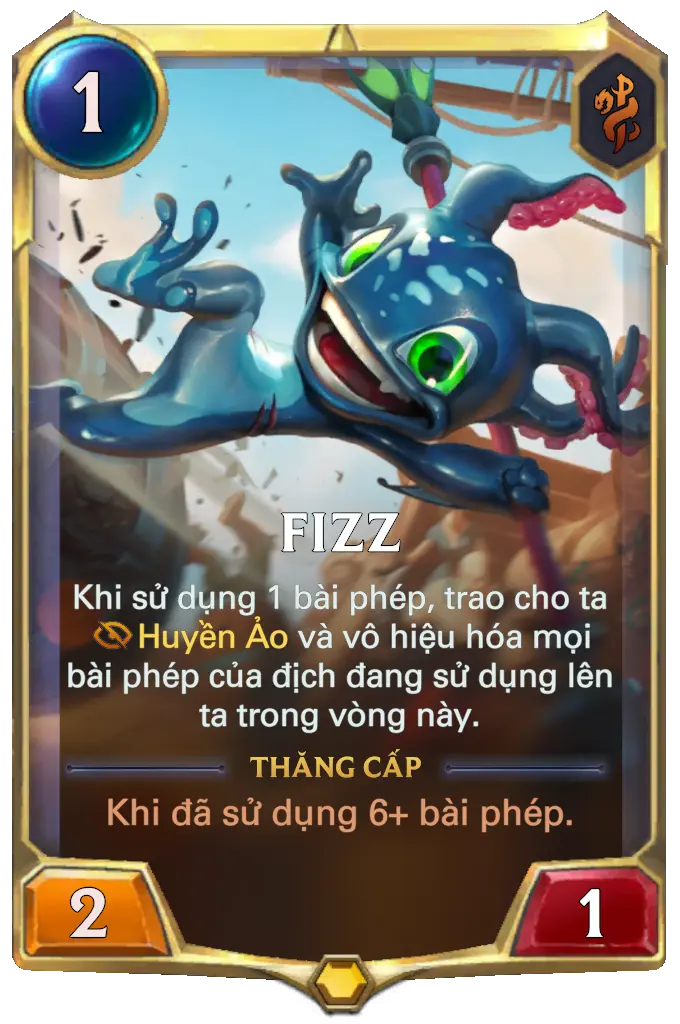 1
FIZZ
Khi sử dụng 1 bài phép, trao cho ta
Huyền Ảo và vô hiệu hóa mọi
bài phép của địch đang sử dụng lên
ta trong vòng này.
THĂNG CẤP
Khi đã sử dụng 6+ bài phép.
2
1